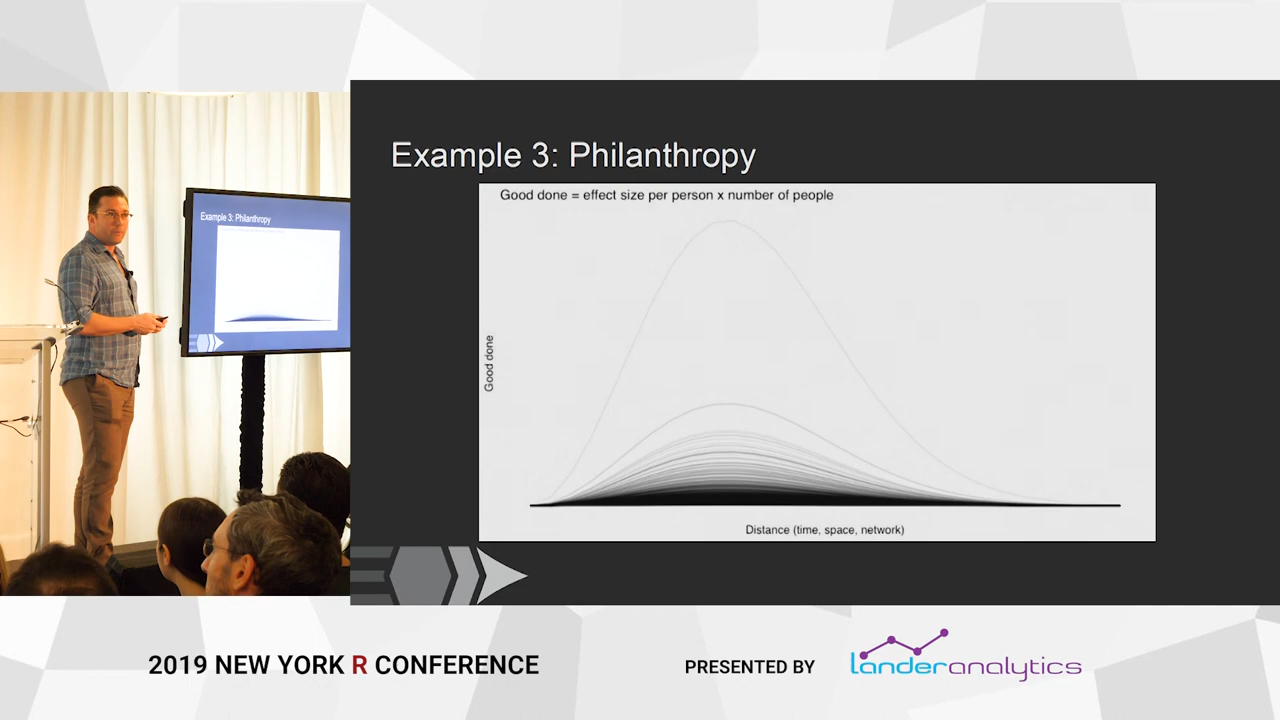 Example 3: Philanthropy
Good done = effect size per person x number of people
Good done
Distance (time, space, network)
Example 3: Philanthropy
2019 NEW YORK R CONFERENCE
PRESENTED BY
landeranalytics